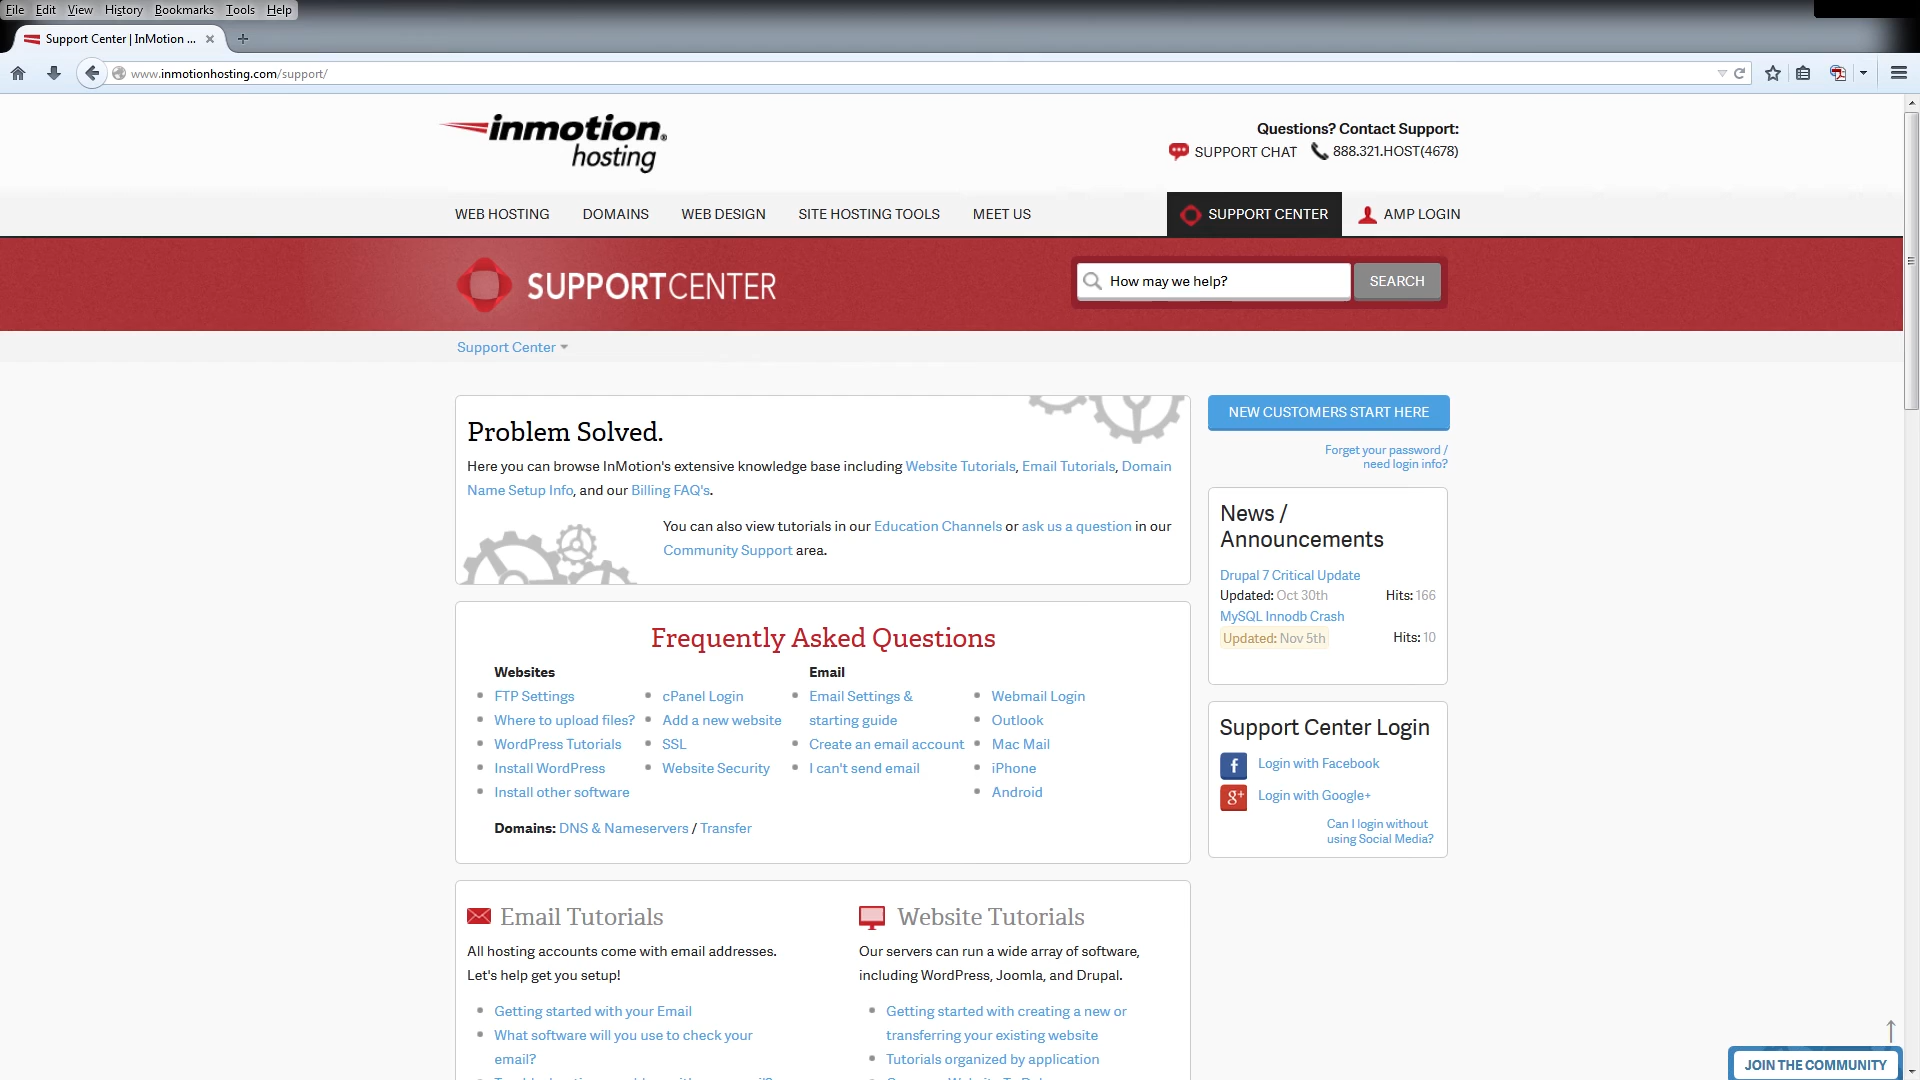 File Edit View History Bookmarks Tools Help
Support Center | InMotion ...
www.inmotionhosting.com/support/
inmotion® hosting
Questions? Contact Support:
SUPPORT CHAT 888.321.HOST(4678)
WEB HOSTING DOMAINS WEB DESIGN SITE HOSTING TOOLS MEET US SUPPORT CENTER AMP LOGIN
SUPPORTCENTER
How may we help? SEARCH
Support Center
Problem Solved.
Here you can browse InMotion's extensive knowledge base including Website Tutorials, Email Tutorials, Domain
Name Setup Info, and our Billing FAQ's.
You can also view tutorials in our Education Channels or ask us a question in our
Community Support area.
NEW CUSTOMERS START HERE
Forget your password /
need login info?
News /
Announcements
Drupal 7 Critical Update
Updated: Oct 30th Hits: 166
MySQL Innodb Crash
Updated: Nov 5th Hits: 10
Frequently Asked Questions
Websites
FTP Settings
Where to upload files?
WordPress Tutorials
Install WordPress
Install other software
cPanel Login
Add a new website
SSL
Website Security
Email
Email Settings &
starting guide
Create an email account
I can't send email
Webmail Login
Outlook
Mac Mail
iPhone
Android
Domains: DNS & Nameservers / Transfer
Support Center Login
f Login with Facebook
g+ Login with Google+
Can I login without
using Social Media?
Email Tutorials
All hosting accounts come with email addresses.
Let's help get you setup!
Getting started with your Email
What software will you use to check your
email?
Website Tutorials
Our servers can run a wide array of software,
including WordPress, Joomla, and Drupal.
Getting started with creating a new or
transferring your existing website
Tutorials organized by application
JOIN THE COMMUNITY